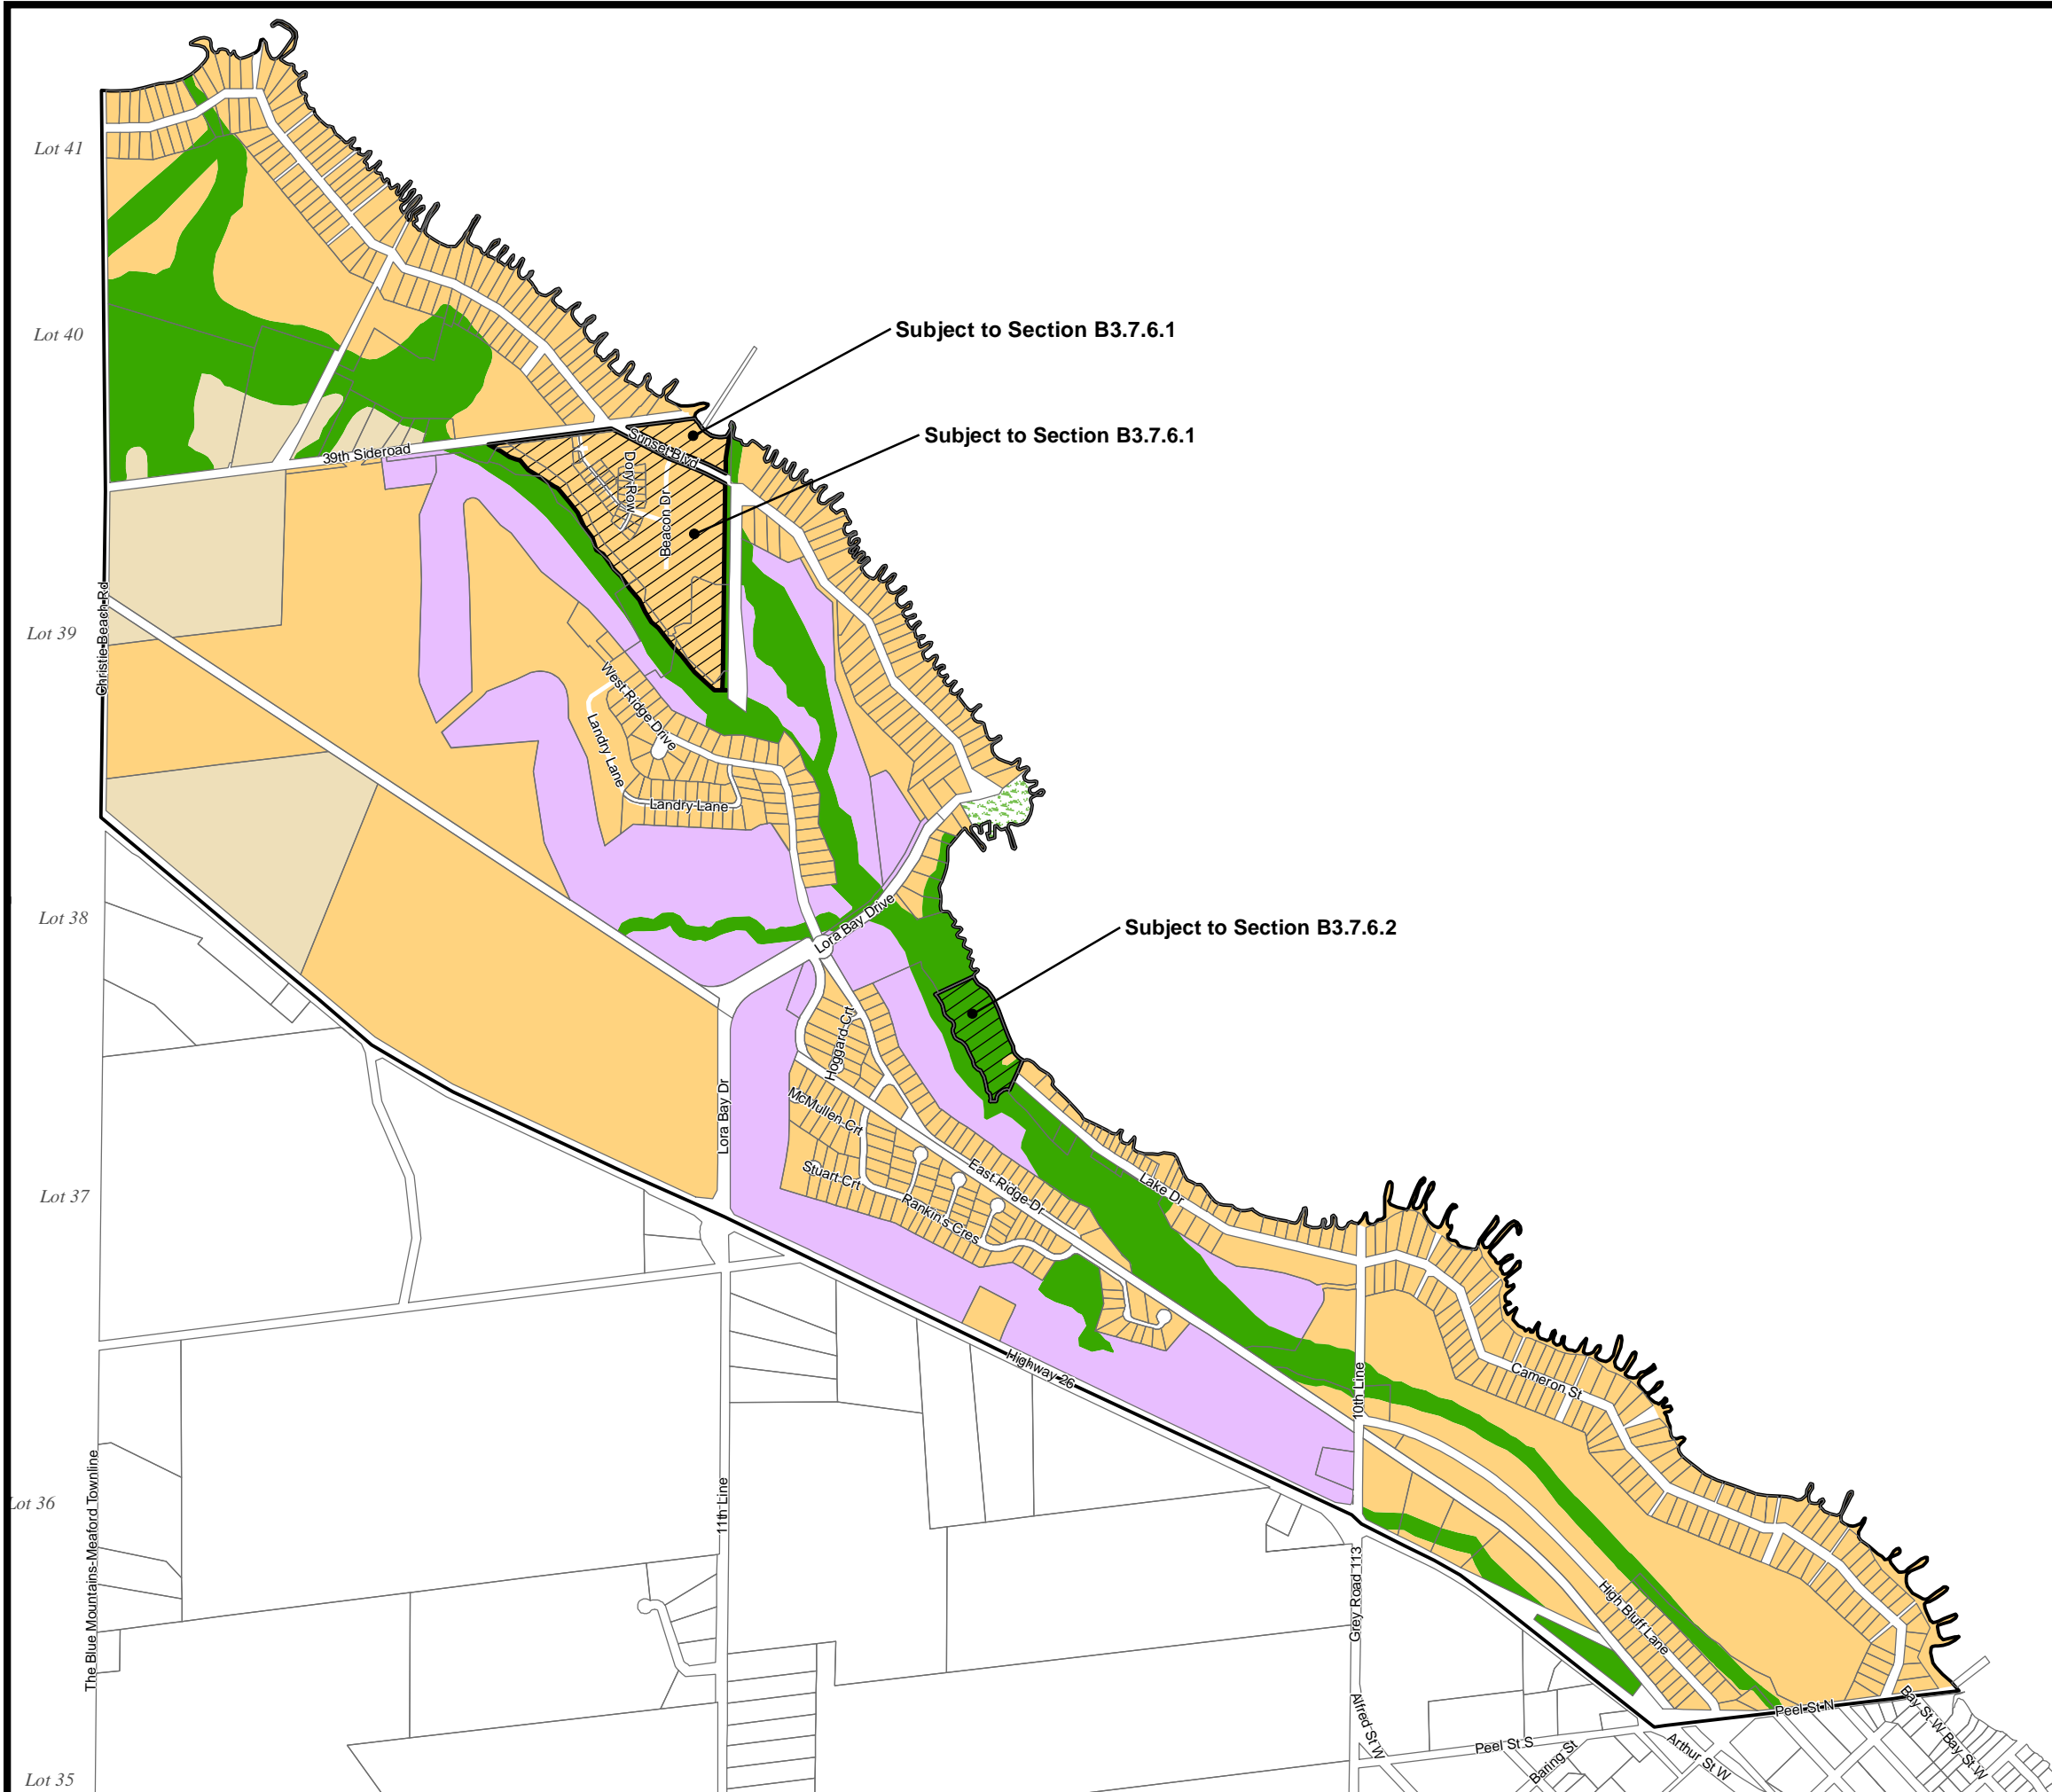 Lot 41
Lot 40
Subject to Section B3.7.6.1
Subject to Section B3.7.6.1
39th Sideroad
Sunset Blvd
Dory Row
Beacon Dr
Christie Beach Rd
Lot 39
West Ridge Drive
Landry Lane
Landry Lane
Lot 38
Lora Bay Drive
Subject to Section B3.7.6.2
Hoggard Crt
McMullen Crt
Lora Bay Dr
Stuart Crt
East Ridge Dr
Rankin's Cres
Lake Dr
Lot 37
Highway 26
10th Line
Cameron St
The Blue Mountains-Meaford Townline
11th Line
Lot 36
Grey Road 113
High Bluff Lane
Peel St N
Bay St W
Bay St W
Alfred St W
Peel St S
Baring St
Arthur St W
Lot 35